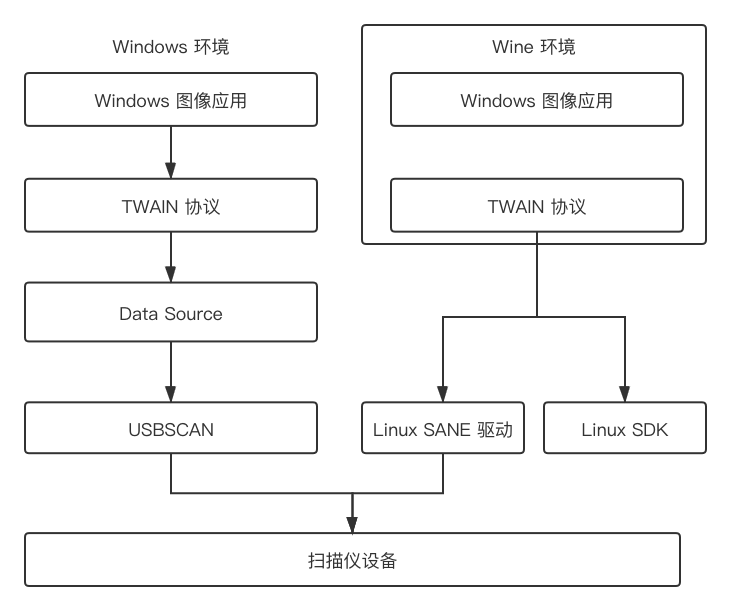 Windows 环境
Windows 图像应用
TWAIN 协议
Data Source
USBSCAN
Wine 环境
Windows 图像应用
TWAIN 协议
Linux SANE 驱动
Linux SDK
扫描仪设备